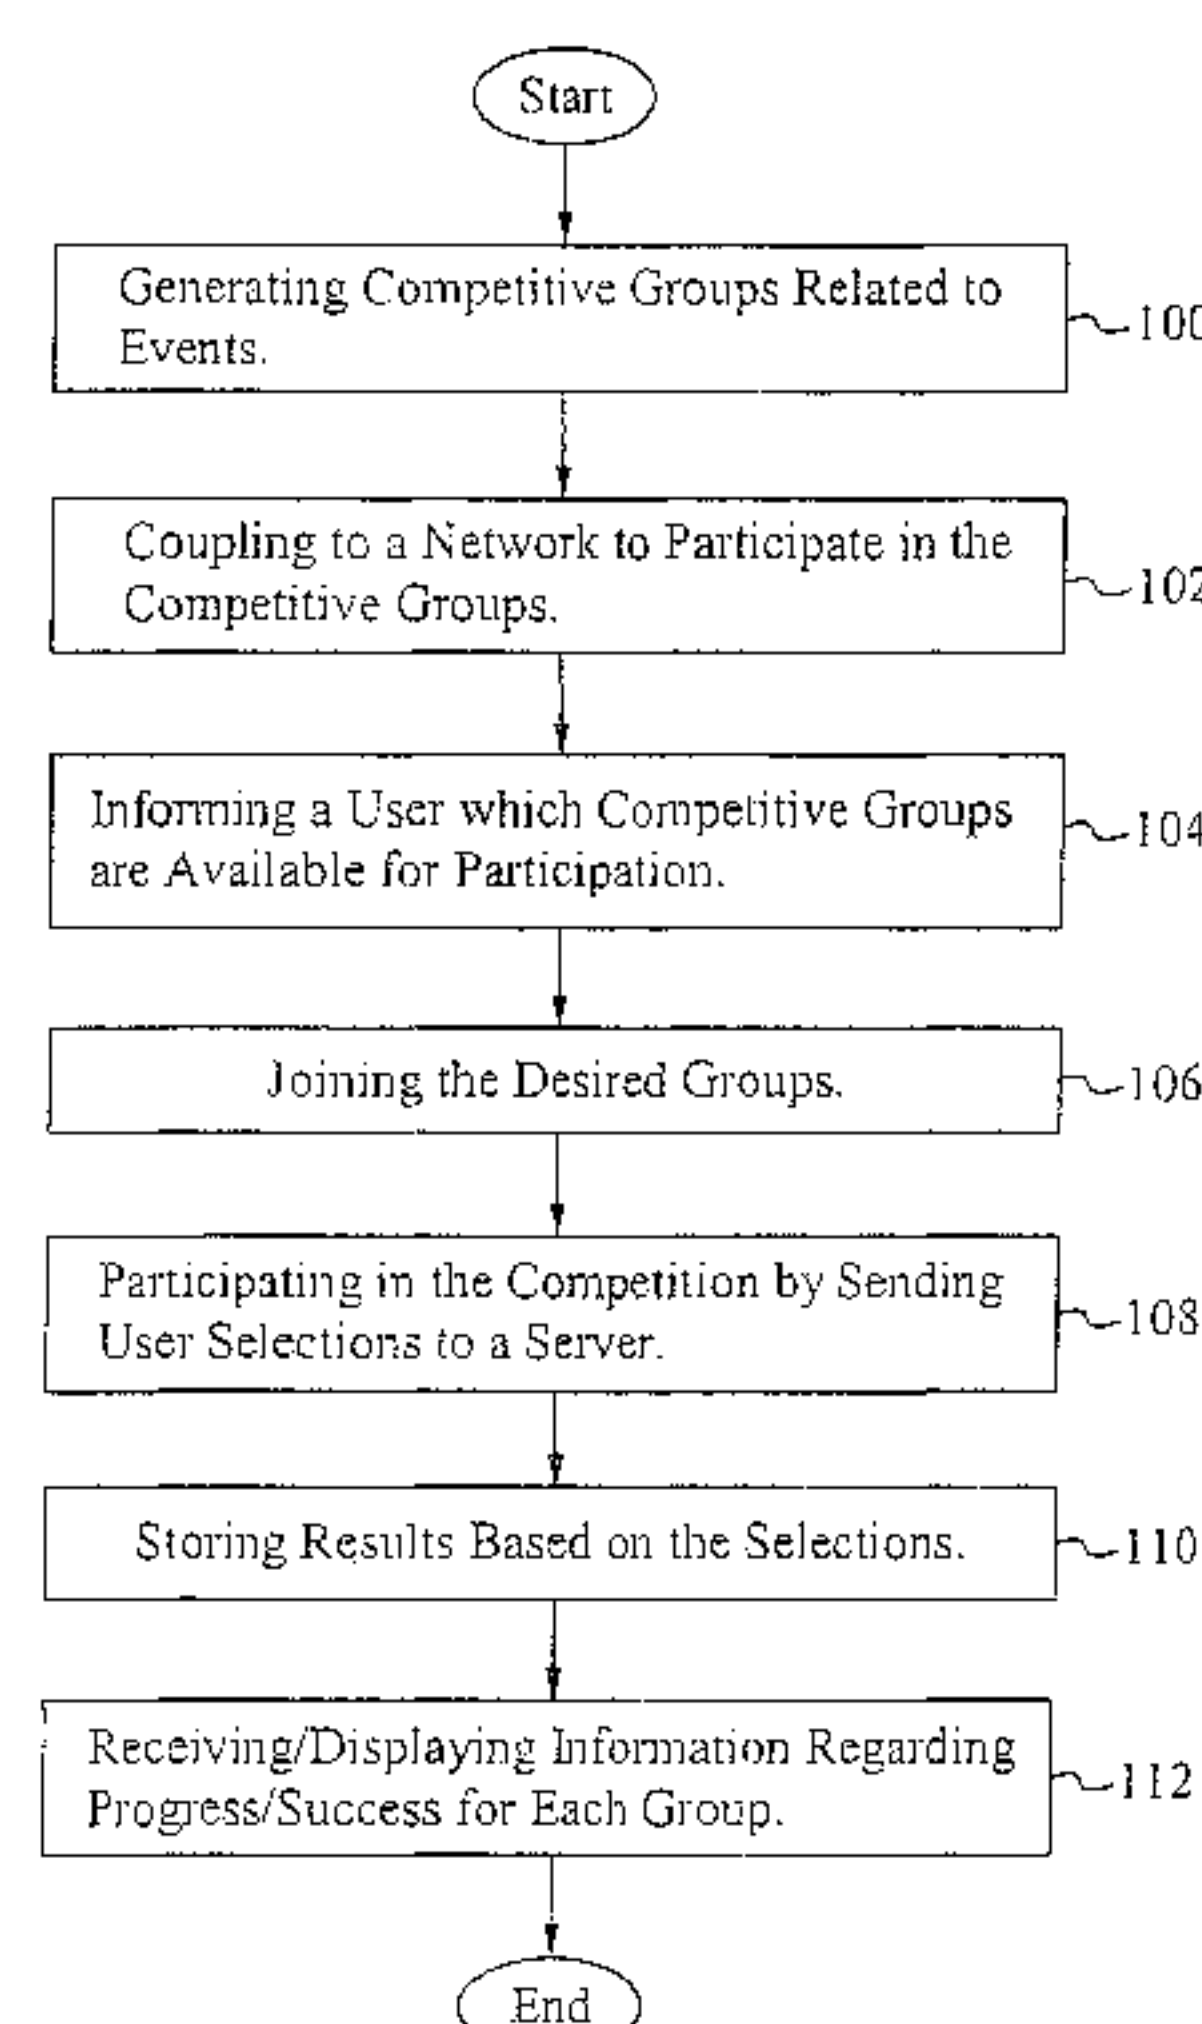 Start
Generating Competitive Groups Related to
Events.
100
Coupling to a Network to Participate in the
Competitive Groups.
102
Informing a User which Competitive Groups
are Available for Participation.
104
Joining the Desired Groups.
106
Participating in the Competition by Sending
User Selections to a Server.
108
Storing Results Based on the Selections.
110
Receiving/Displaying Information Regarding
Progress/Success for Each Group.
112
End